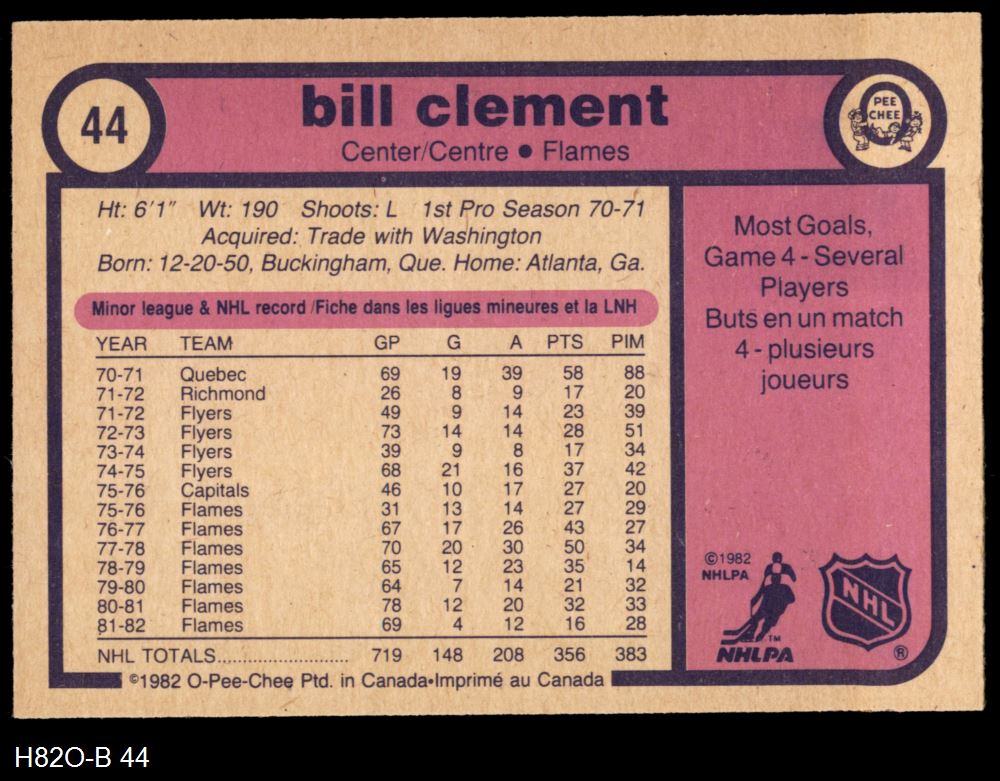 44
bill clement
Center/Centre ● Flames
PEE
CHEE
Ht: 6'1" Wt: 190 Shoots: L 1st Pro Season 70-71
Acquired: Trade with Washington
Born: 12-20-50, Buckingham, Que. Home: Atlanta, Ga.
Minor league & NHL record /Fiche dans les ligues mineures et la LNH
YEAR TEAM GP G A PTS PIM
70-71 Quebec 69 19 39 58 88
71-72 Richmond 26 8 9 17 20
71-72 Flyers 49 9 14 23 39
72-73 Flyers 73 14 14 28 51
73-74 Flyers 39 9 8 17 34
74-75 Flyers 68 21 16 37 42
75-76 Capitals 46 10 17 27 20
75-76 Flames 31 13 14 27 29
76-77 Flames 67 17 26 43 27
77-78 Flames 70 20 30 50 34
78-79 Flames 65 12 23 35 14
79-80 Flames 64 7 14 21 32
80-81 Flames 78 12 20 32 33
81-82 Flames 69 4 12 16 28
NHL TOTALS............................ 719 148 208 356 383
©1982 O-Pee-Chee Ptd. in Canada•Imprimé au Canada
Most Goals,
Game 4 - Several
Players
Buts en un match
4 - plusieurs
joueurs
©1982
NHLPA
TM
NHLPA
NHL
®
H82O-B 44